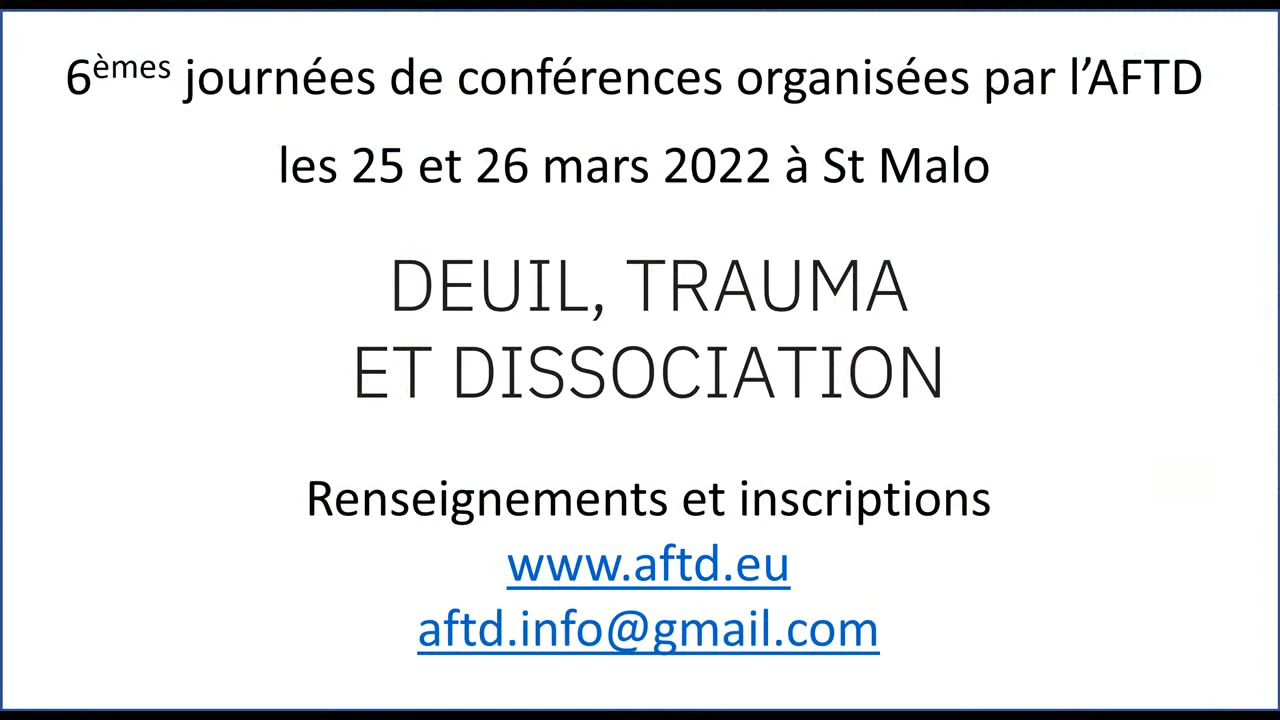 6èmes journées de conférences organisées par l’AFTD
les 25 et 26 mars 2022 à St Malo
DEUIL, TRAUMA
ET DISSOCIATION
Renseignements et inscriptions
www.aftd.eu
aftd.info@gmail.com